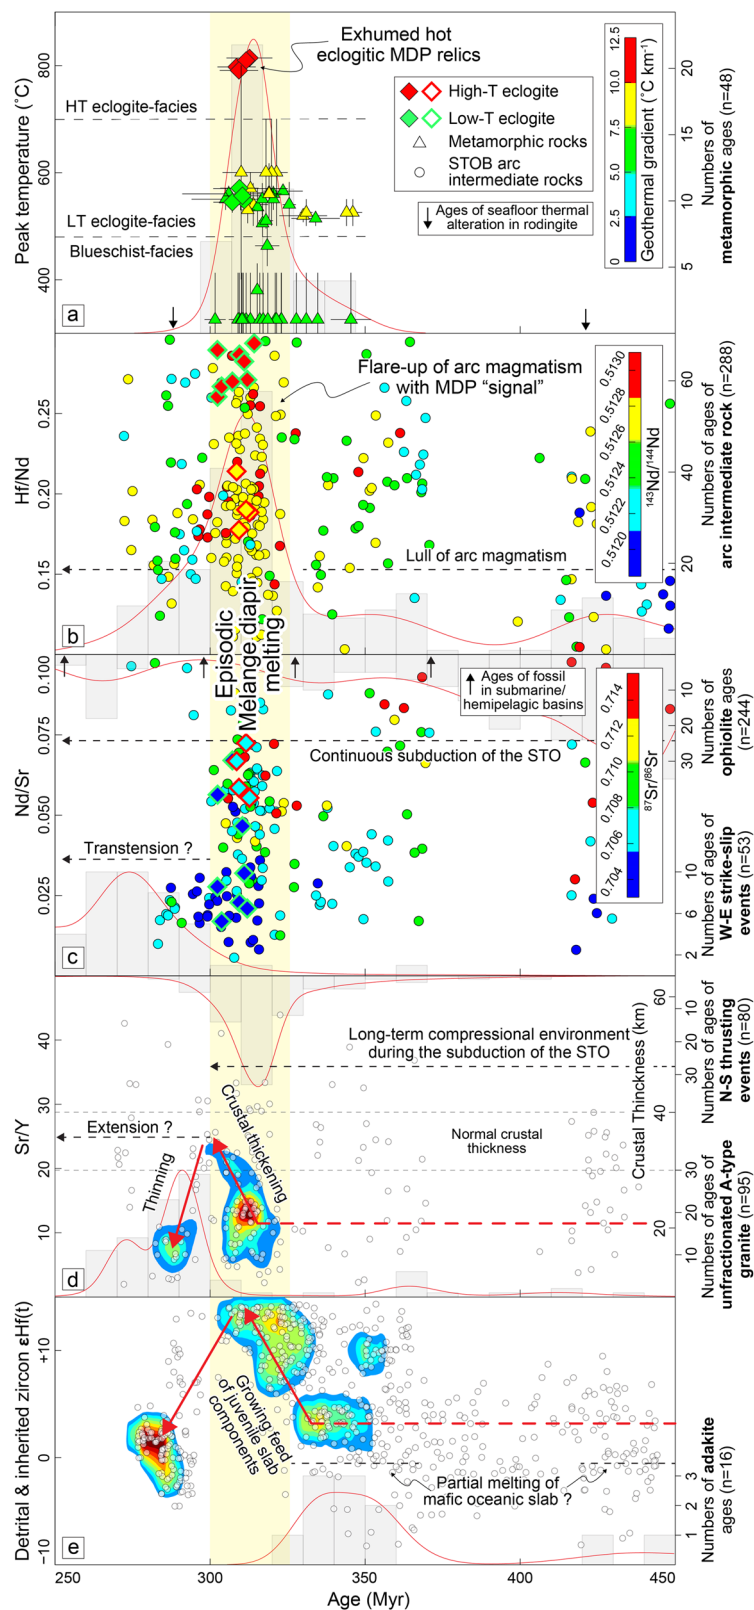 Peak temperature (°C)
800
600
400
Exhumed hot
eclogitic MDP relics
HT eclogite-facies
LT eclogite-facies
Blueschist-facies
High-T eclogite
Low-T eclogite
Metamorphic rocks
STOB arc
intermediate rocks
Ages of seafloor thermal
alteration in rodingite
Geothermal gradient (°C km⁻¹)
12.5
10.0
7.5
5.0
2.5
0
20
15
10
5
Numbers of
metamorphic ages (n=48)
a
Hf/Nd
0.25
0.20
0.15
Flare-up of arc magmatism
with MDP “signal”
Lull of arc magmatism
Episodic
Mélange diapir
melting
0.5130
0.5128
0.5126
0.5124
0.5122
0.5120
¹⁴³Nd/¹⁴⁴Nd
60
40
20
Numbers of ages of
arc intermediate rock (n=288)
b
Nd/Sr
0.100
0.075
0.050
0.025
Ages of fossil
in submarine/
hemipelagic basins
Continuous subduction of the STO
Transtension ?
0.714
0.712
0.710
0.708
0.706
0.704
⁸⁷Sr/⁸⁶Sr
10
20
30
Numbers of
ophiolite ages
(n=244)
10
6
2
Numbers of ages of
W-E strike-slip
events (n=53)
c
Sr/Y
40
30
20
10
Long-term compressional environment
during the subduction of the STO
Extension ?
Thinning
Crustal thickening
Normal crustal
thickness
Crustal Thinckness (km)
60
40
30
20
10
20
30
Numbers of ages of
N-S thrusting
events (n=80)
20
10
Numbers of ages of
unfractionated A-type
granite (n=95)
d
Detrital & inherited zircon εHf(t)
+10
0
−10
Growing feed
of juvenile slab
components
Partial melting of
mafic oceanic slab ?
3
2
1
Numbers of adakite
ages (n=16)
e
250
300
350
400
450
Age (Myr)